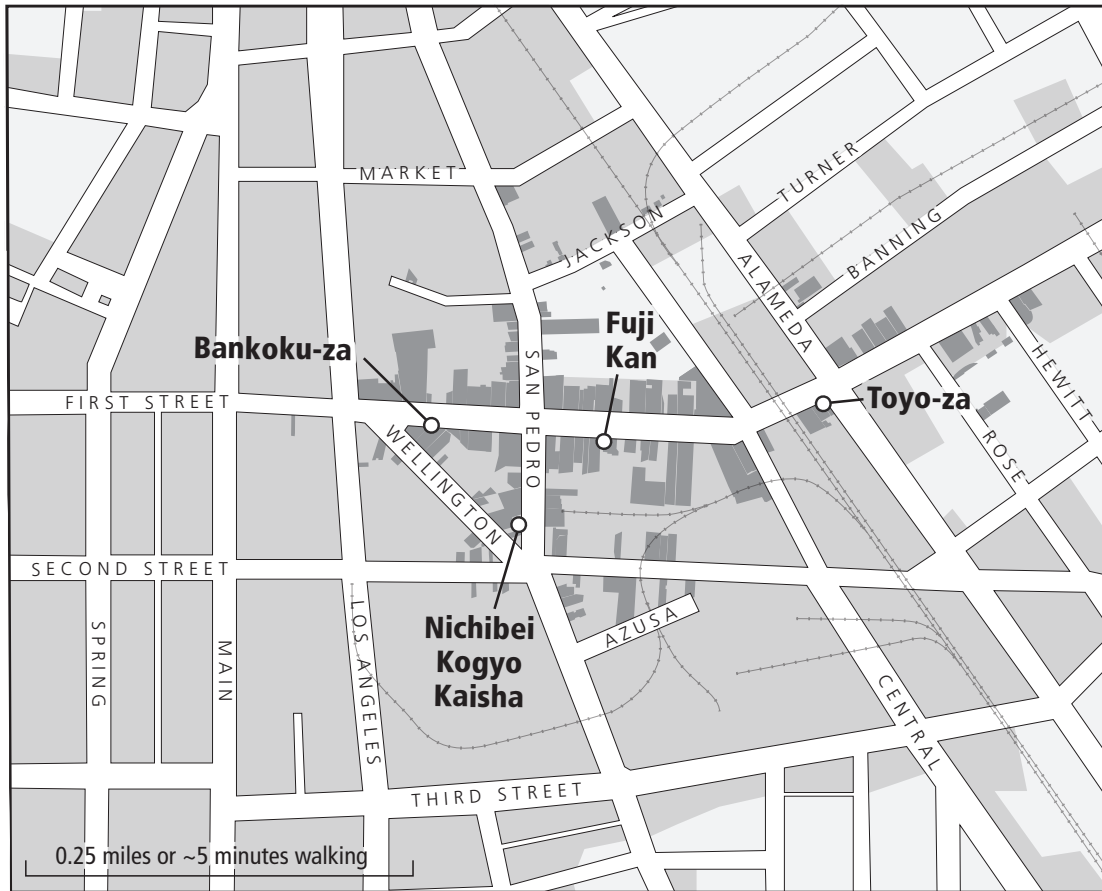 MARKET
TURNER
JACKSON
BANNING
ALAMEDA
Fuji
Kan
Bankoku-za
SAN PEDRO
HEWITT
Toyo-za
FIRST STREET
WELLINGTON
ROSE
SECOND STREET
Nichibei
Kogyo
Kaisha
AZUSA
SPRING
MAIN
LOS ANGELES
CENTRAL
THIRD STREET
0.25 miles or ~5 minutes walking